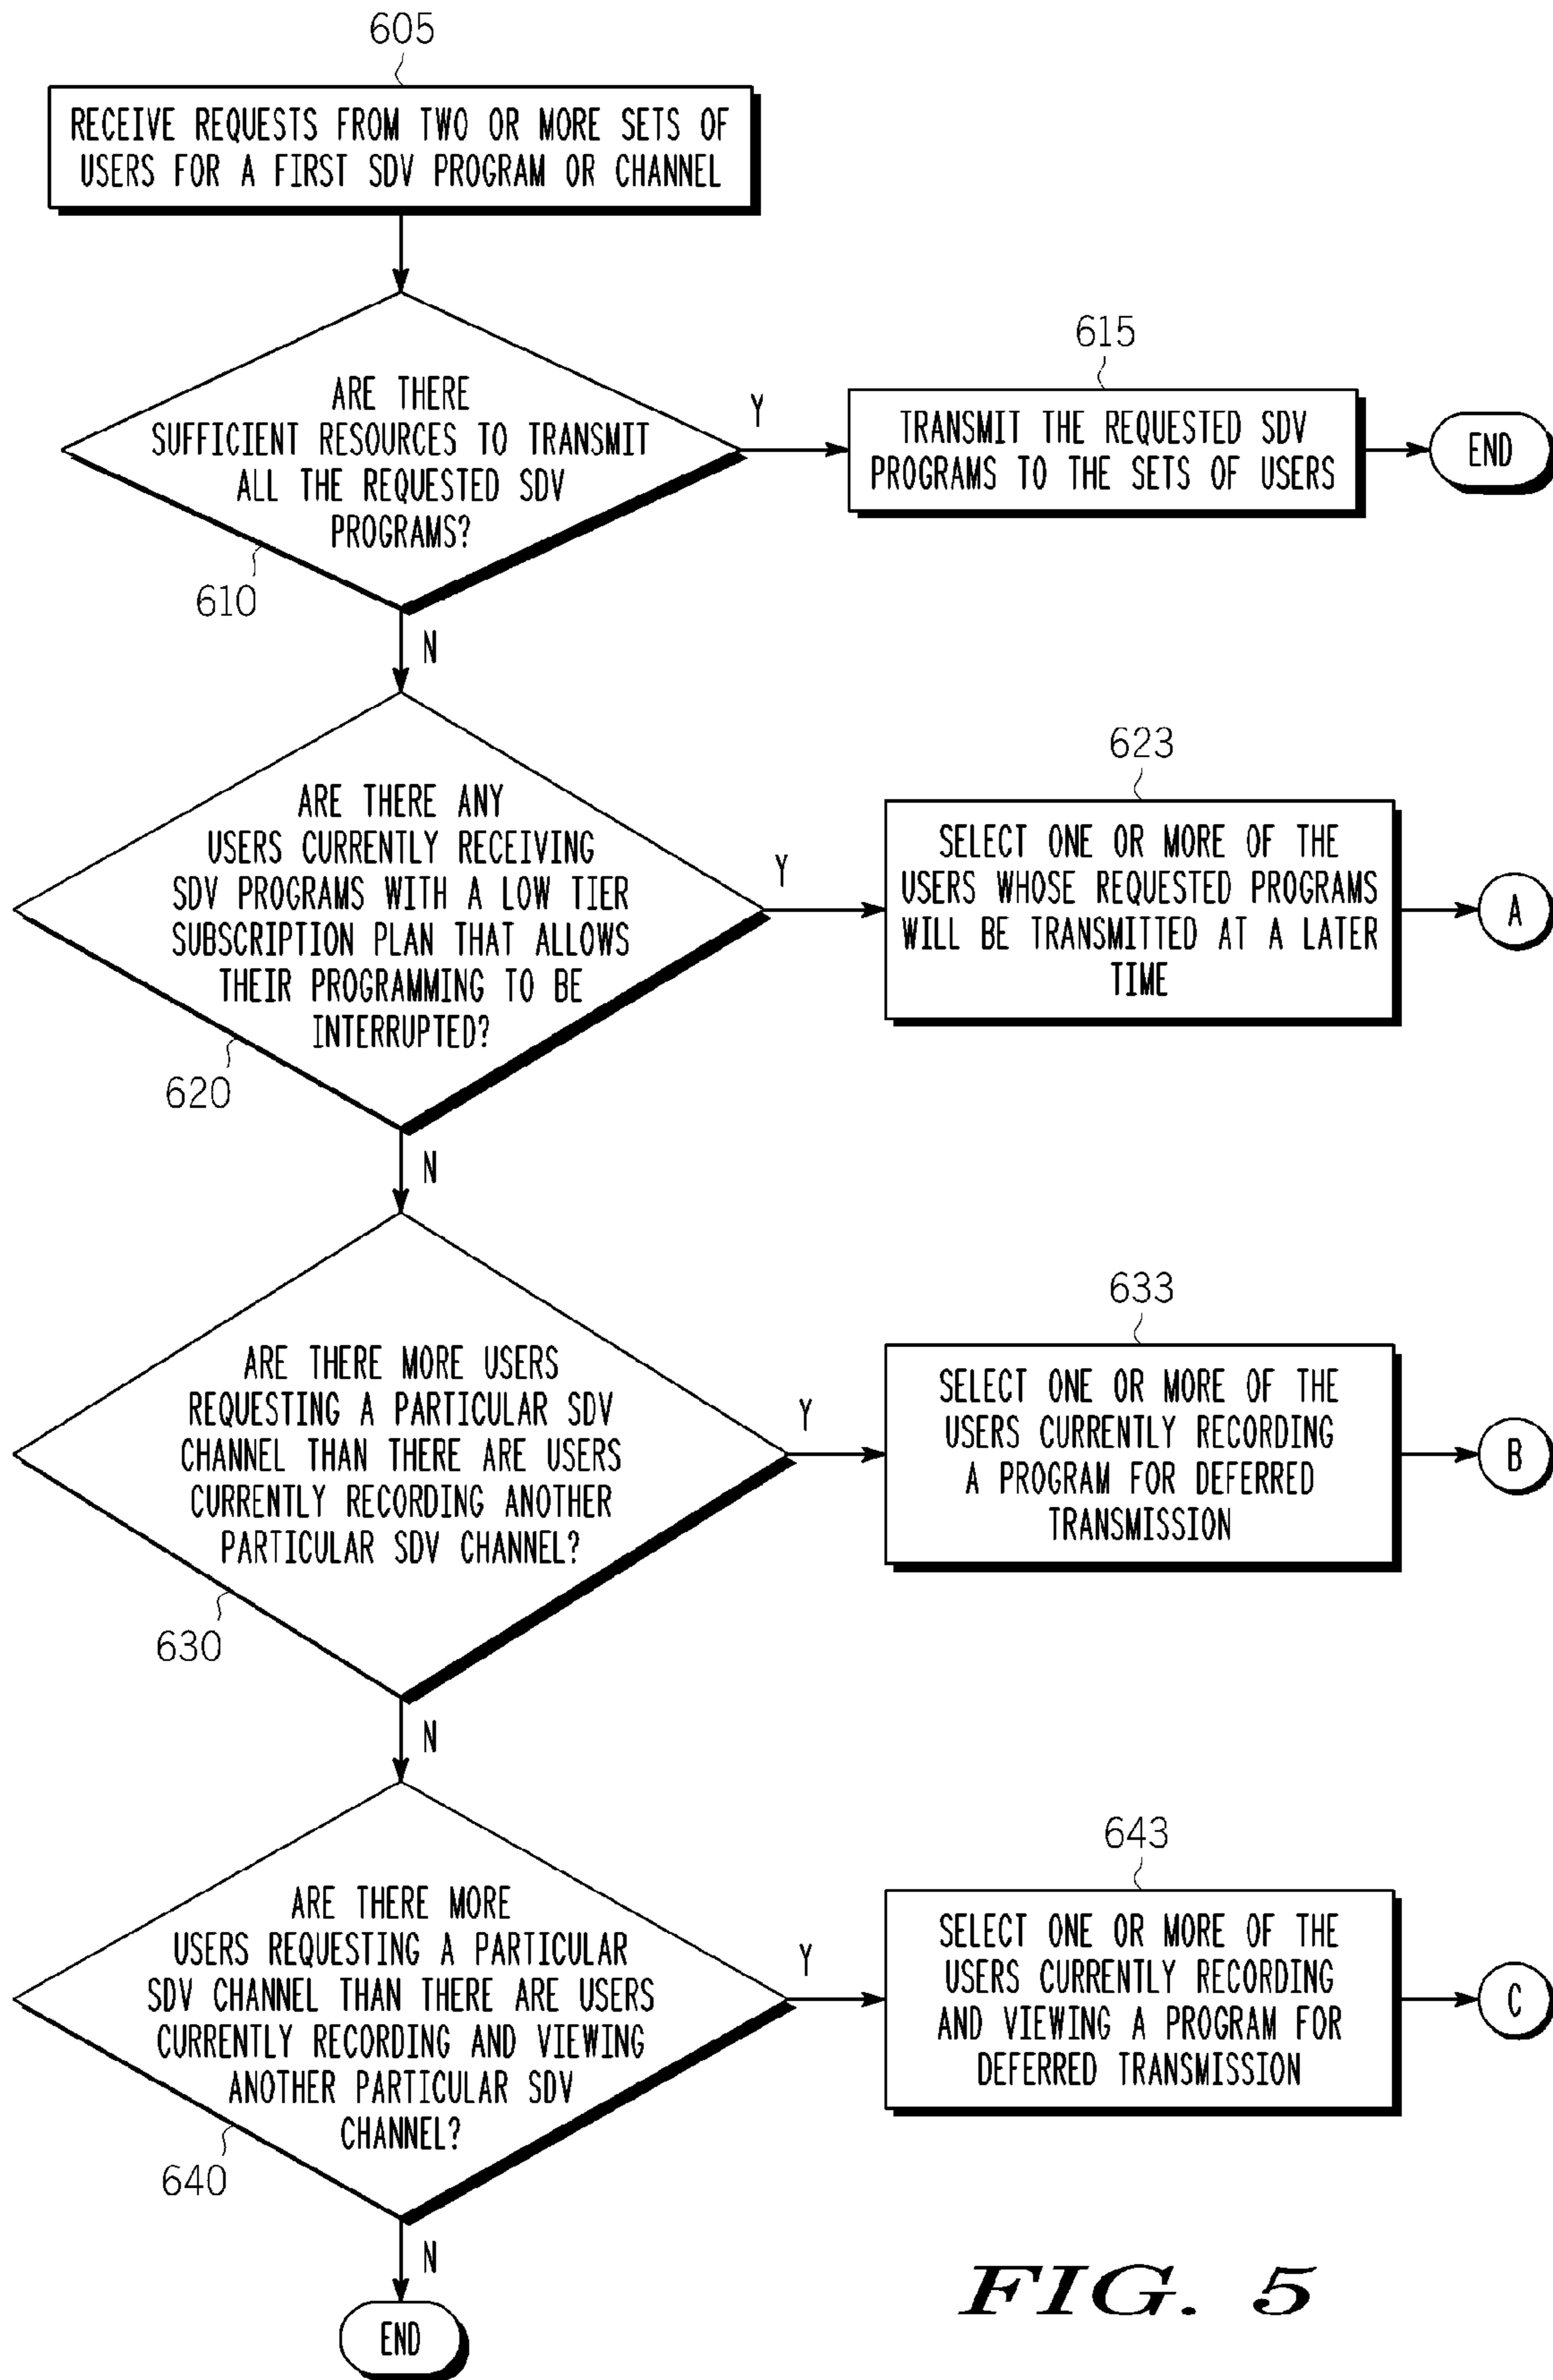 605
RECEIVE REQUESTS FROM TWO OR MORE SETS OF
USERS FOR A FIRST SDV PROGRAM OR CHANNEL
ARE THERE
SUFFICIENT RESOURCES TO TRANSMIT
ALL THE REQUESTED SDV
PROGRAMS?
610
Y
615
TRANSMIT THE REQUESTED SDV
PROGRAMS TO THE SETS OF USERS
END
N
ARE THERE ANY
USERS CURRENTLY RECEIVING
SDV PROGRAMS WITH A LOW TIER
SUBSCRIPTION PLAN THAT ALLOWS
THEIR PROGRAMMING TO BE
INTERRUPTED?
620
Y
623
SELECT ONE OR MORE OF THE
USERS WHOSE REQUESTED PROGRAMS
WILL BE TRANSMITTED AT A LATER
TIME
A
N
ARE THERE MORE USERS
REQUESTING A PARTICULAR SDV
CHANNEL THAN THERE ARE USERS
CURRENTLY RECORDING ANOTHER
PARTICULAR SDV CHANNEL?
630
Y
633
SELECT ONE OR MORE OF THE
USERS CURRENTLY RECORDING
A PROGRAM FOR DEFERRED
TRANSMISSION
B
N
ARE THERE MORE
USERS REQUESTING A PARTICULAR
SDV CHANNEL THAN THERE ARE USERS
CURRENTLY RECORDING AND VIEWING
ANOTHER PARTICULAR SDV
CHANNEL?
640
Y
643
SELECT ONE OR MORE OF THE
USERS CURRENTLY RECORDING
AND VIEWING A PROGRAM FOR
DEFERRED TRANSMISSION
C
N
END
FIG. 5